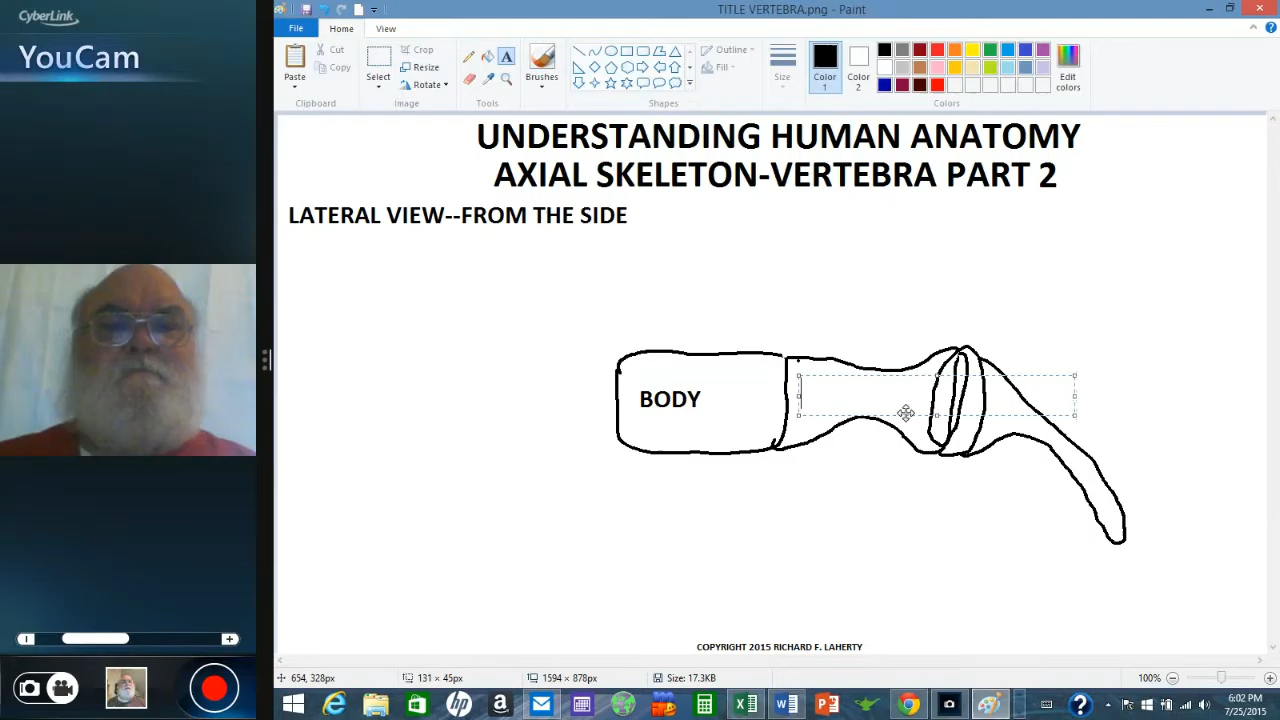 CyberLink
YouCam
TITLE VERTEBRA.png - Paint
File
Home
View
Paste
Cut
Copy
Clipboard
Select
Crop
Resize
Rotate
Image
Tools
Brushes
Shapes
Outline
Fill
Size
Color
1
Color
2
Edit
colors
Colors
UNDERSTANDING HUMAN ANATOMY
AXIAL SKELETON-VERTEBRA PART 2
LATERAL VIEW--FROM THE SIDE
BODY
COPYRIGHT 2015 RICHARD F. LAHERTY
654, 328px
131 × 45px
1594 × 878px
Size: 17.3KB
100%
6:02 PM
7/25/2015